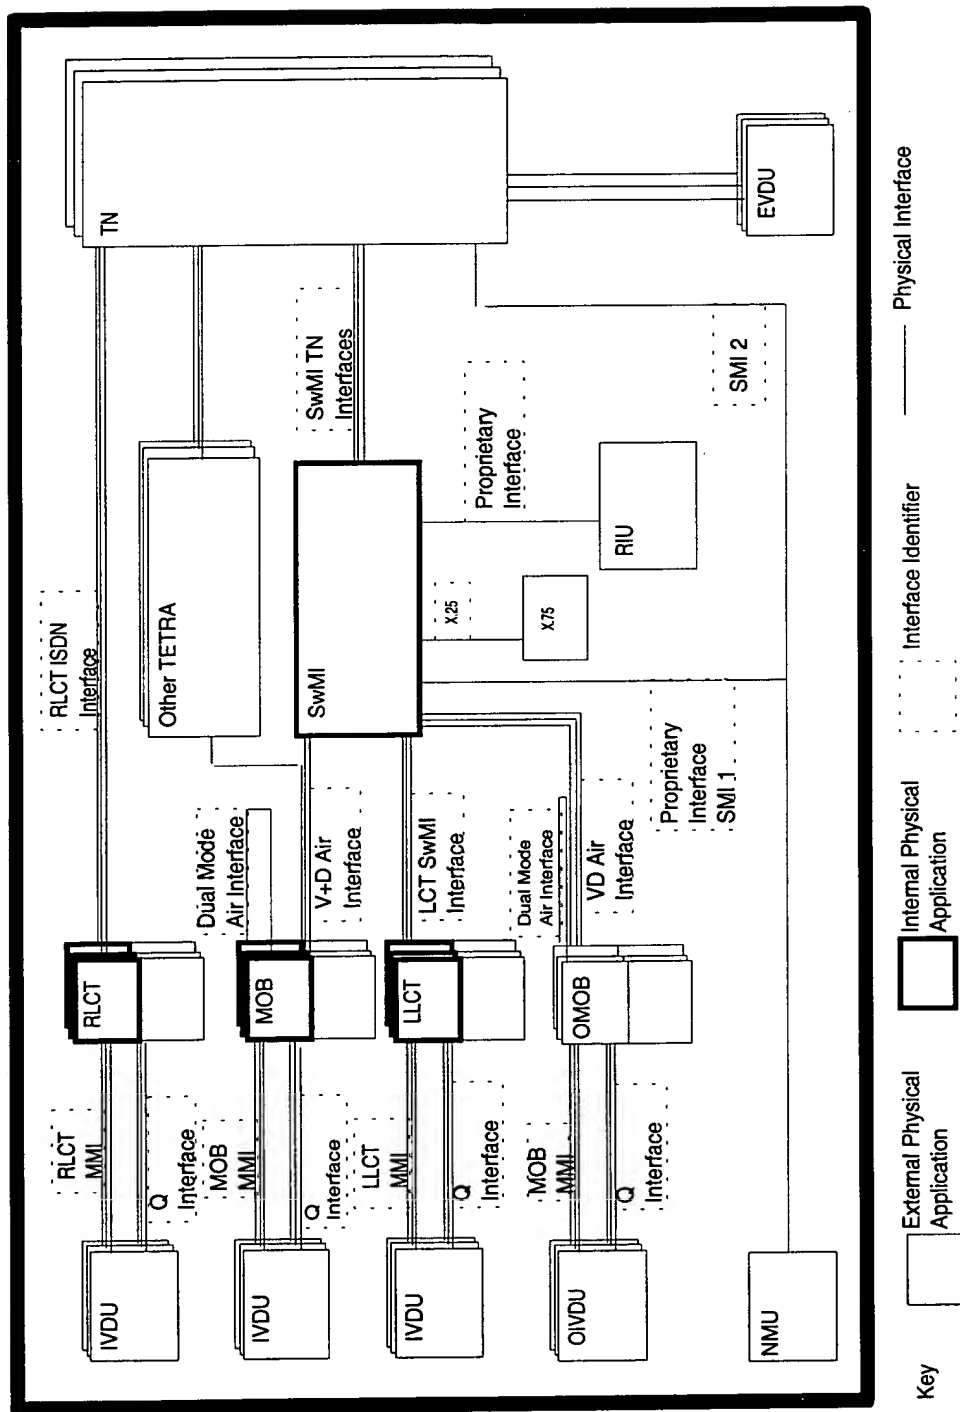 IVDU
RLCT
MMI
Q
Interface
RLCT
RLCT ISDN
Interface
TN
IVDU
MOB
MMI
Q
Interface
MOB
Dual Mode
Air Interface
V+D Air
Interface
Other TETRA
IVDU
LLCT
MMI
Q
Interface
LLCT
LCT SwMI
Interface
SwMI
SwMI TN
Interfaces
OIVDU
MOB
MMI
Q
Interface
OMOB
Dual Mode
Air Interface
VD Air
Interface
X.25
X.75
Proprietary
Interface
RIU
Proprietary
Interface
SMI 1
SMI 2
NMU
EVDU
Key
External Physical
Application
Internal Physical
Application
Interface Identifier
Physical Interface